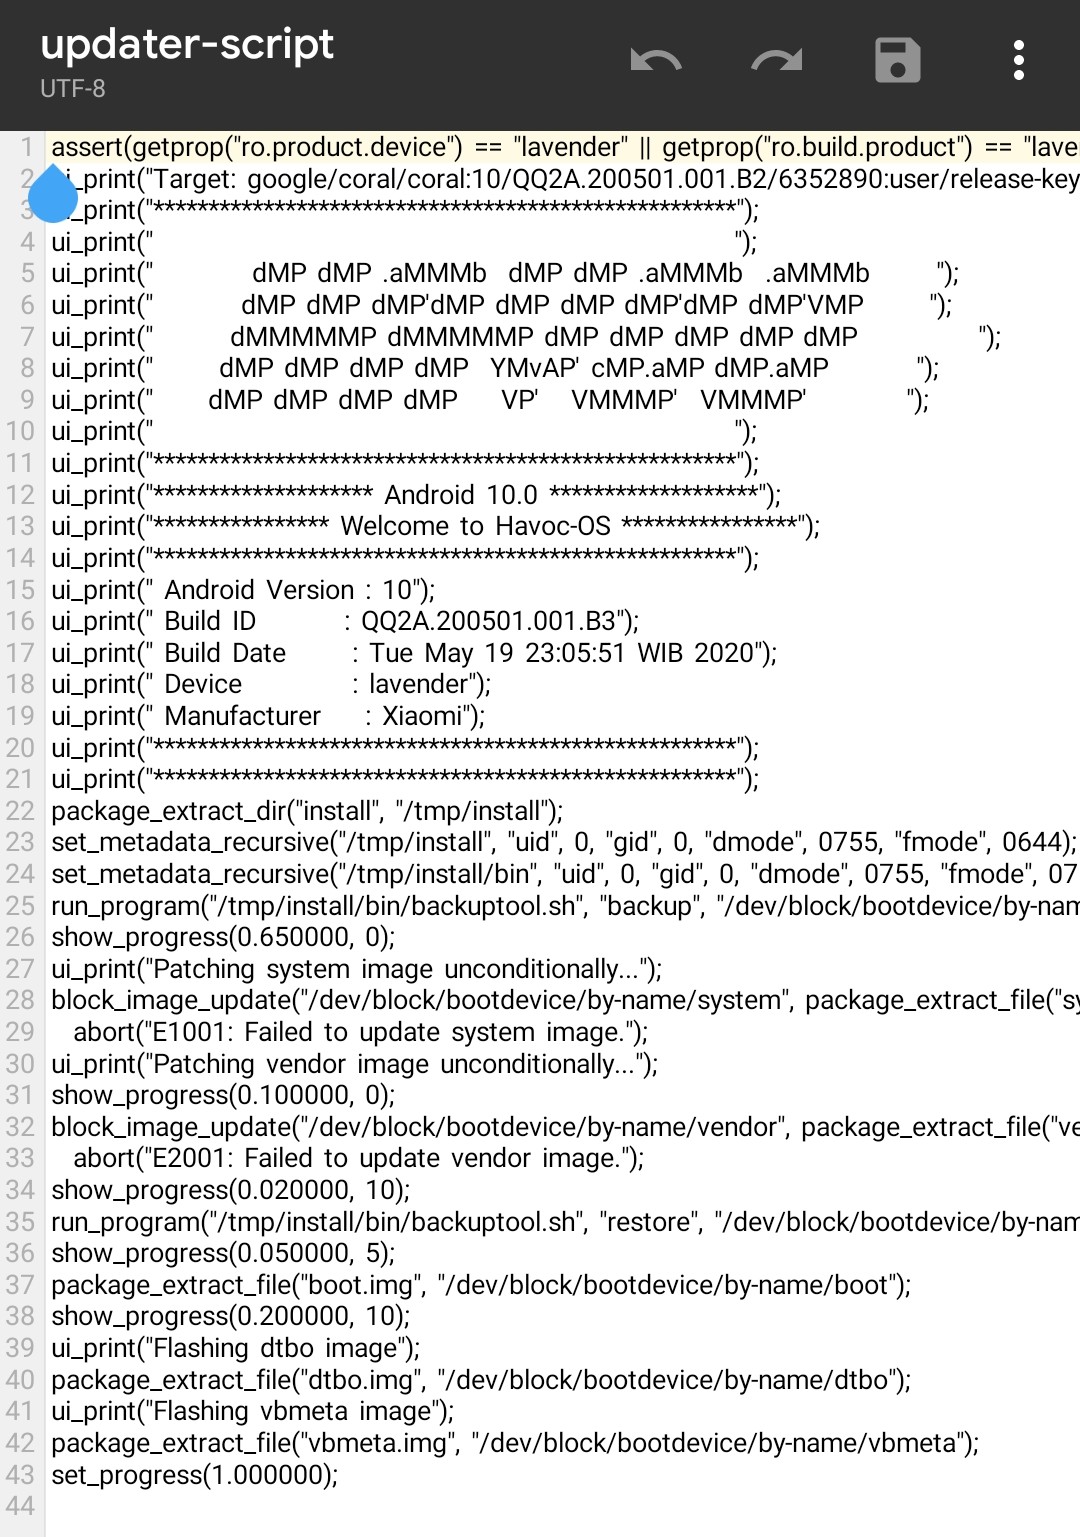 updater-script
UTF-8
1 assert(getprop("ro.product.device") == "lavender" || getprop("ro.build.product") == "lave
2 ui_print("Target: google/coral/coral:10/QQ2A.200501.001.B2/6352890:user/release-key
3 ui_print("*****************************************************");
4 ui_print("                                                     ");
5 ui_print("         dMP dMP .aMMMb  dMP dMP .aMMMb  .aMMMb      ");
6 ui_print("        dMP dMP dMP'dMP dMP dMP dMP'dMP dMP'VMP      ");
7 ui_print("       dMMMMMP dMMMMMP dMP dMP dMP dMP dMP           ");
8 ui_print("      dMP dMP dMP dMP  YMvAP' cMP.aMP dMP.aMP        ");
9 ui_print("     dMP dMP dMP dMP    VP'   VMMMP'  VMMMP'         ");
10 ui_print("                                                     ");
11 ui_print("*****************************************************");
12 ui_print("******************** Android 10.0 *******************");
13 ui_print("**************** Welcome to Havoc-OS ****************");
14 ui_print("*****************************************************");
15 ui_print(" Android Version : 10");
16 ui_print(" Build ID        : QQ2A.200501.001.B3");
17 ui_print(" Build Date      : Tue May 19 23:05:51 WIB 2020");
18 ui_print(" Device          : lavender");
19 ui_print(" Manufacturer    : Xiaomi");
20 ui_print("*****************************************************");
21 ui_print("*****************************************************");
22 package_extract_dir("install", "/tmp/install");
23 set_metadata_recursive("/tmp/install", "uid", 0, "gid", 0, "dmode", 0755, "fmode", 0644);
24 set_metadata_recursive("/tmp/install/bin", "uid", 0, "gid", 0, "dmode", 0755, "fmode", 07
25 run_program("/tmp/install/bin/backuptool.sh", "backup", "/dev/block/bootdevice/by-nam
26 show_progress(0.650000, 0);
27 ui_print("Patching system image unconditionally...");
28 block_image_update("/dev/block/bootdevice/by-name/system", package_extract_file("sy
29   abort("E1001: Failed to update system image.");
30 ui_print("Patching vendor image unconditionally...");
31 show_progress(0.100000, 0);
32 block_image_update("/dev/block/bootdevice/by-name/vendor", package_extract_file("ve
33   abort("E2001: Failed to update vendor image.");
34 show_progress(0.020000, 10);
35 run_program("/tmp/install/bin/backuptool.sh", "restore", "/dev/block/bootdevice/by-nam
36 show_progress(0.050000, 5);
37 package_extract_file("boot.img", "/dev/block/bootdevice/by-name/boot");
38 show_progress(0.200000, 10);
39 ui_print("Flashing dtbo image");
40 package_extract_file("dtbo.img", "/dev/block/bootdevice/by-name/dtbo");
41 ui_print("Flashing vbmeta image");
42 package_extract_file("vbmeta.img", "/dev/block/bootdevice/by-name/vbmeta");
43 set_progress(1.000000);
44